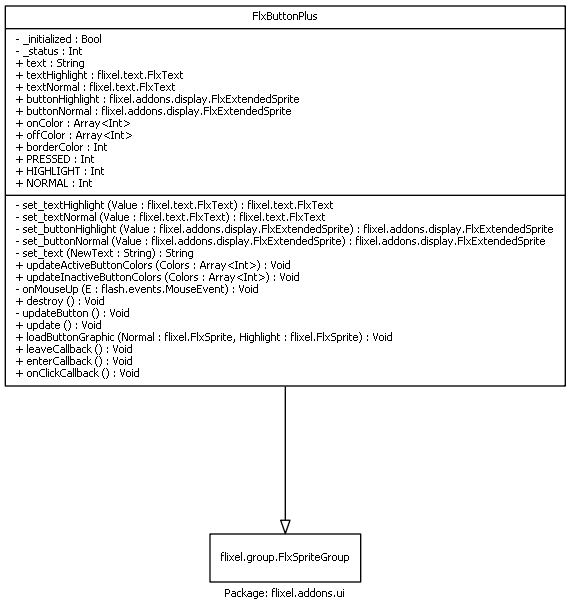 FlxButtonPlus
- _initialized : Bool
- _status : Int
+ text : String
+ textHighlight : flixel.text.FlxText
+ textNormal : flixel.text.FlxText
+ buttonHighlight : flixel.addons.display.FlxExtendedSprite
+ buttonNormal : flixel.addons.display.FlxExtendedSprite
+ onColor : Array<Int>
+ offColor : Array<Int>
+ borderColor : Int
+ PRESSED : Int
+ HIGHLIGHT : Int
+ NORMAL : Int
- set_textHighlight (Value : flixel.text.FlxText) : flixel.text.FlxText
- set_textNormal (Value : flixel.text.FlxText) : flixel.text.FlxText
- set_buttonHighlight (Value : flixel.addons.display.FlxExtendedSprite) : flixel.addons.display.FlxExtendedSprite
- set_buttonNormal (Value : flixel.addons.display.FlxExtendedSprite) : flixel.addons.display.FlxExtendedSprite
- set_text (NewText : String) : String
+ updateActiveButtonColors (Colors : Array<Int>) : Void
+ updateInactiveButtonColors (Colors : Array<Int>) : Void
- onMouseUp (E : flash.events.MouseEvent) : Void
+ destroy () : Void
- updateButton () : Void
+ update () : Void
+ loadButtonGraphic (Normal : flixel.FlxSprite, Highlight : flixel.FlxSprite) : Void
+ leaveCallback () : Void
+ enterCallback () : Void
+ onClickCallback () : Void
flixel.group.FlxSpriteGroup
Package: flixel.addons.ui